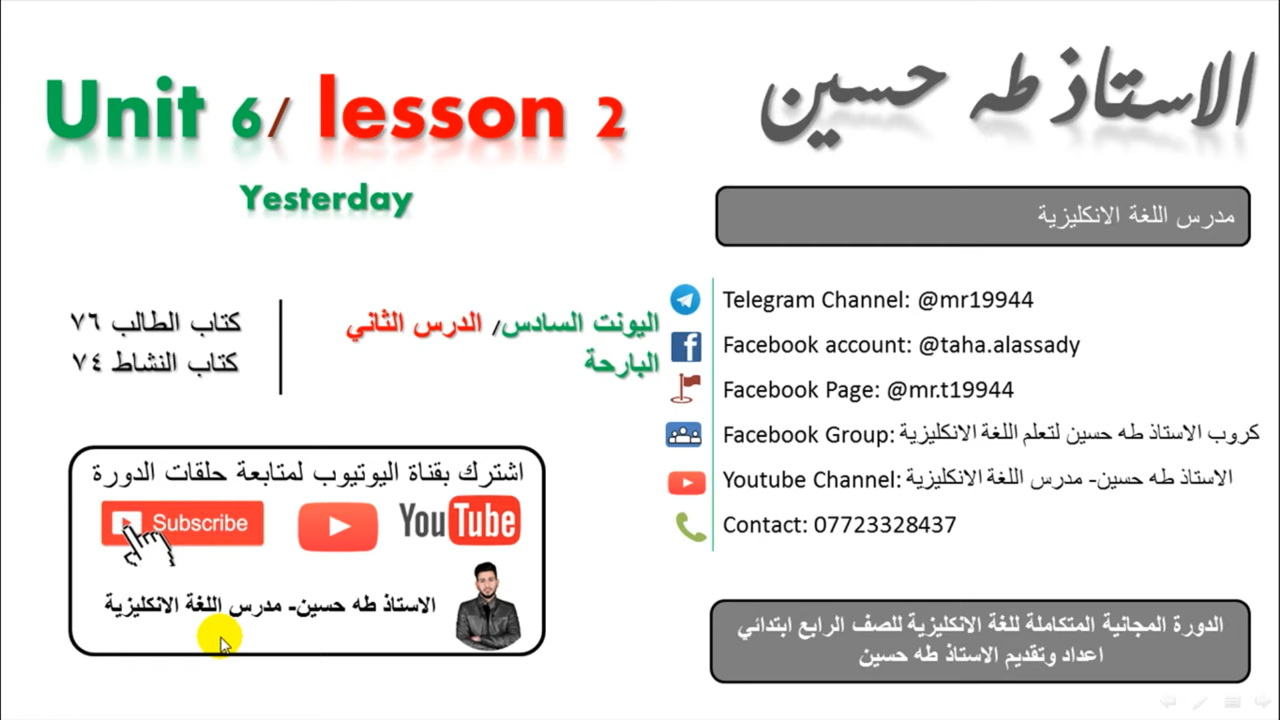 Unit 6/ lesson 2
Yesterday
الاستاذ طه حسين
مدرس اللغة الانكليزية
اليونت السادس/ الدرس الثاني
البارحة
كتاب الطالب ٧٦
كتاب النشاط ٧٤
Telegram Channel: @mr19944
Facebook account: @taha.alassady
Facebook Page: @mr.t19944
Facebook Group: كروب الاستاذ طه حسين لتعلم اللغة الانكليزية
Youtube Channel: الاستاذ طه حسين- مدرس اللغة الانكليزية
Contact: 07723328437
اشترك بقناة اليوتيوب لمتابعة حلقات الدورة
Subscribe
YouTube
الاستاذ طه حسين- مدرس اللغة الانكليزية
الدورة المجانية المتكاملة للغة الانكليزية للصف الرابع ابتدائي
اعداد وتقديم الاستاذ طه حسين